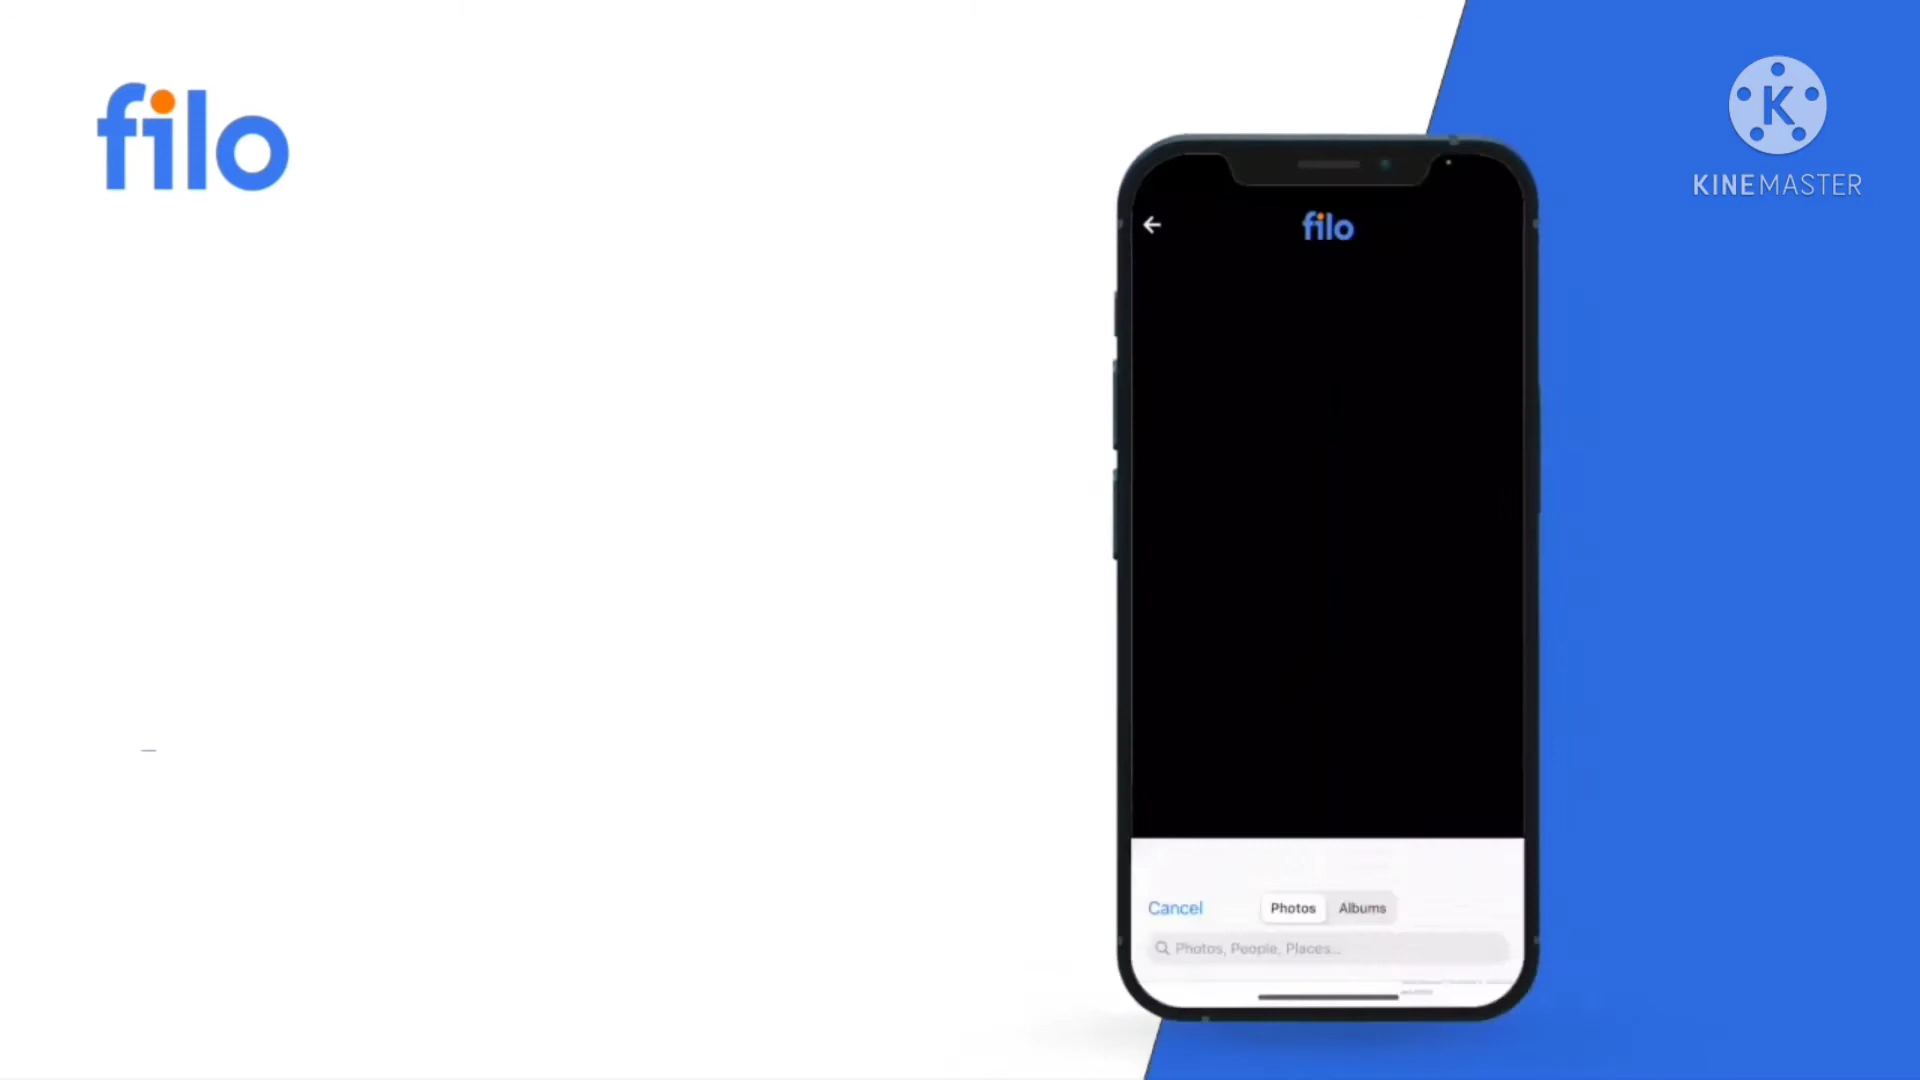 filo
KINEMASTER
filo
Cancel
Photos
Albums
Photos, People, Places...